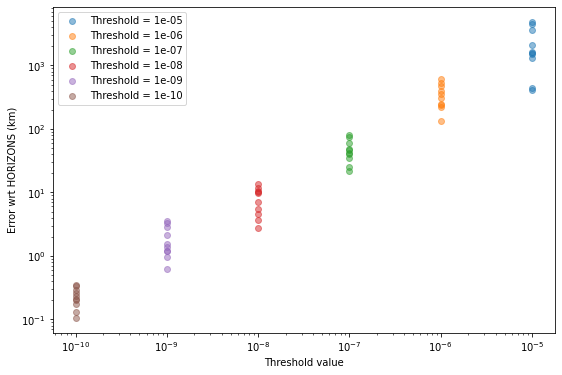 Threshold = 1e-05
Threshold = 1e-06
Threshold = 1e-07
Threshold = 1e-08
Threshold = 1e-09
Threshold = 1e-10
Error wrt HORIZONS (km)
10³
10²
10¹
10⁰
10⁻¹
10⁻¹⁰ 10⁻⁹ 10⁻⁸ 10⁻⁷ 10⁻⁶ 10⁻⁵
Threshold value